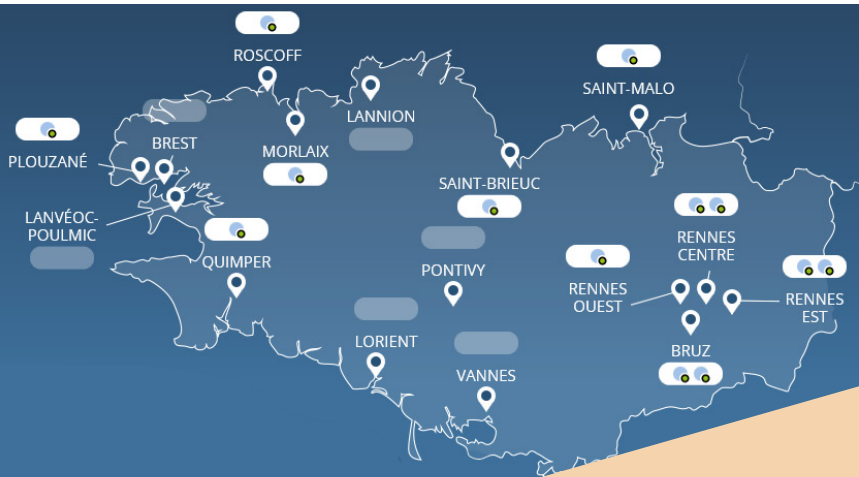 ROSCOFF
SAINT-MALO
LANNION
BREST
MORLAIX
PLOUZANÉ
SAINT-BRIEUC
LANVÉOC-
POULMIC
QUIMPER
PONTIVY
RENNES
CENTRE
RENNES
OUEST
RENNES
EST
LORIENT
BRUZ
VANNES